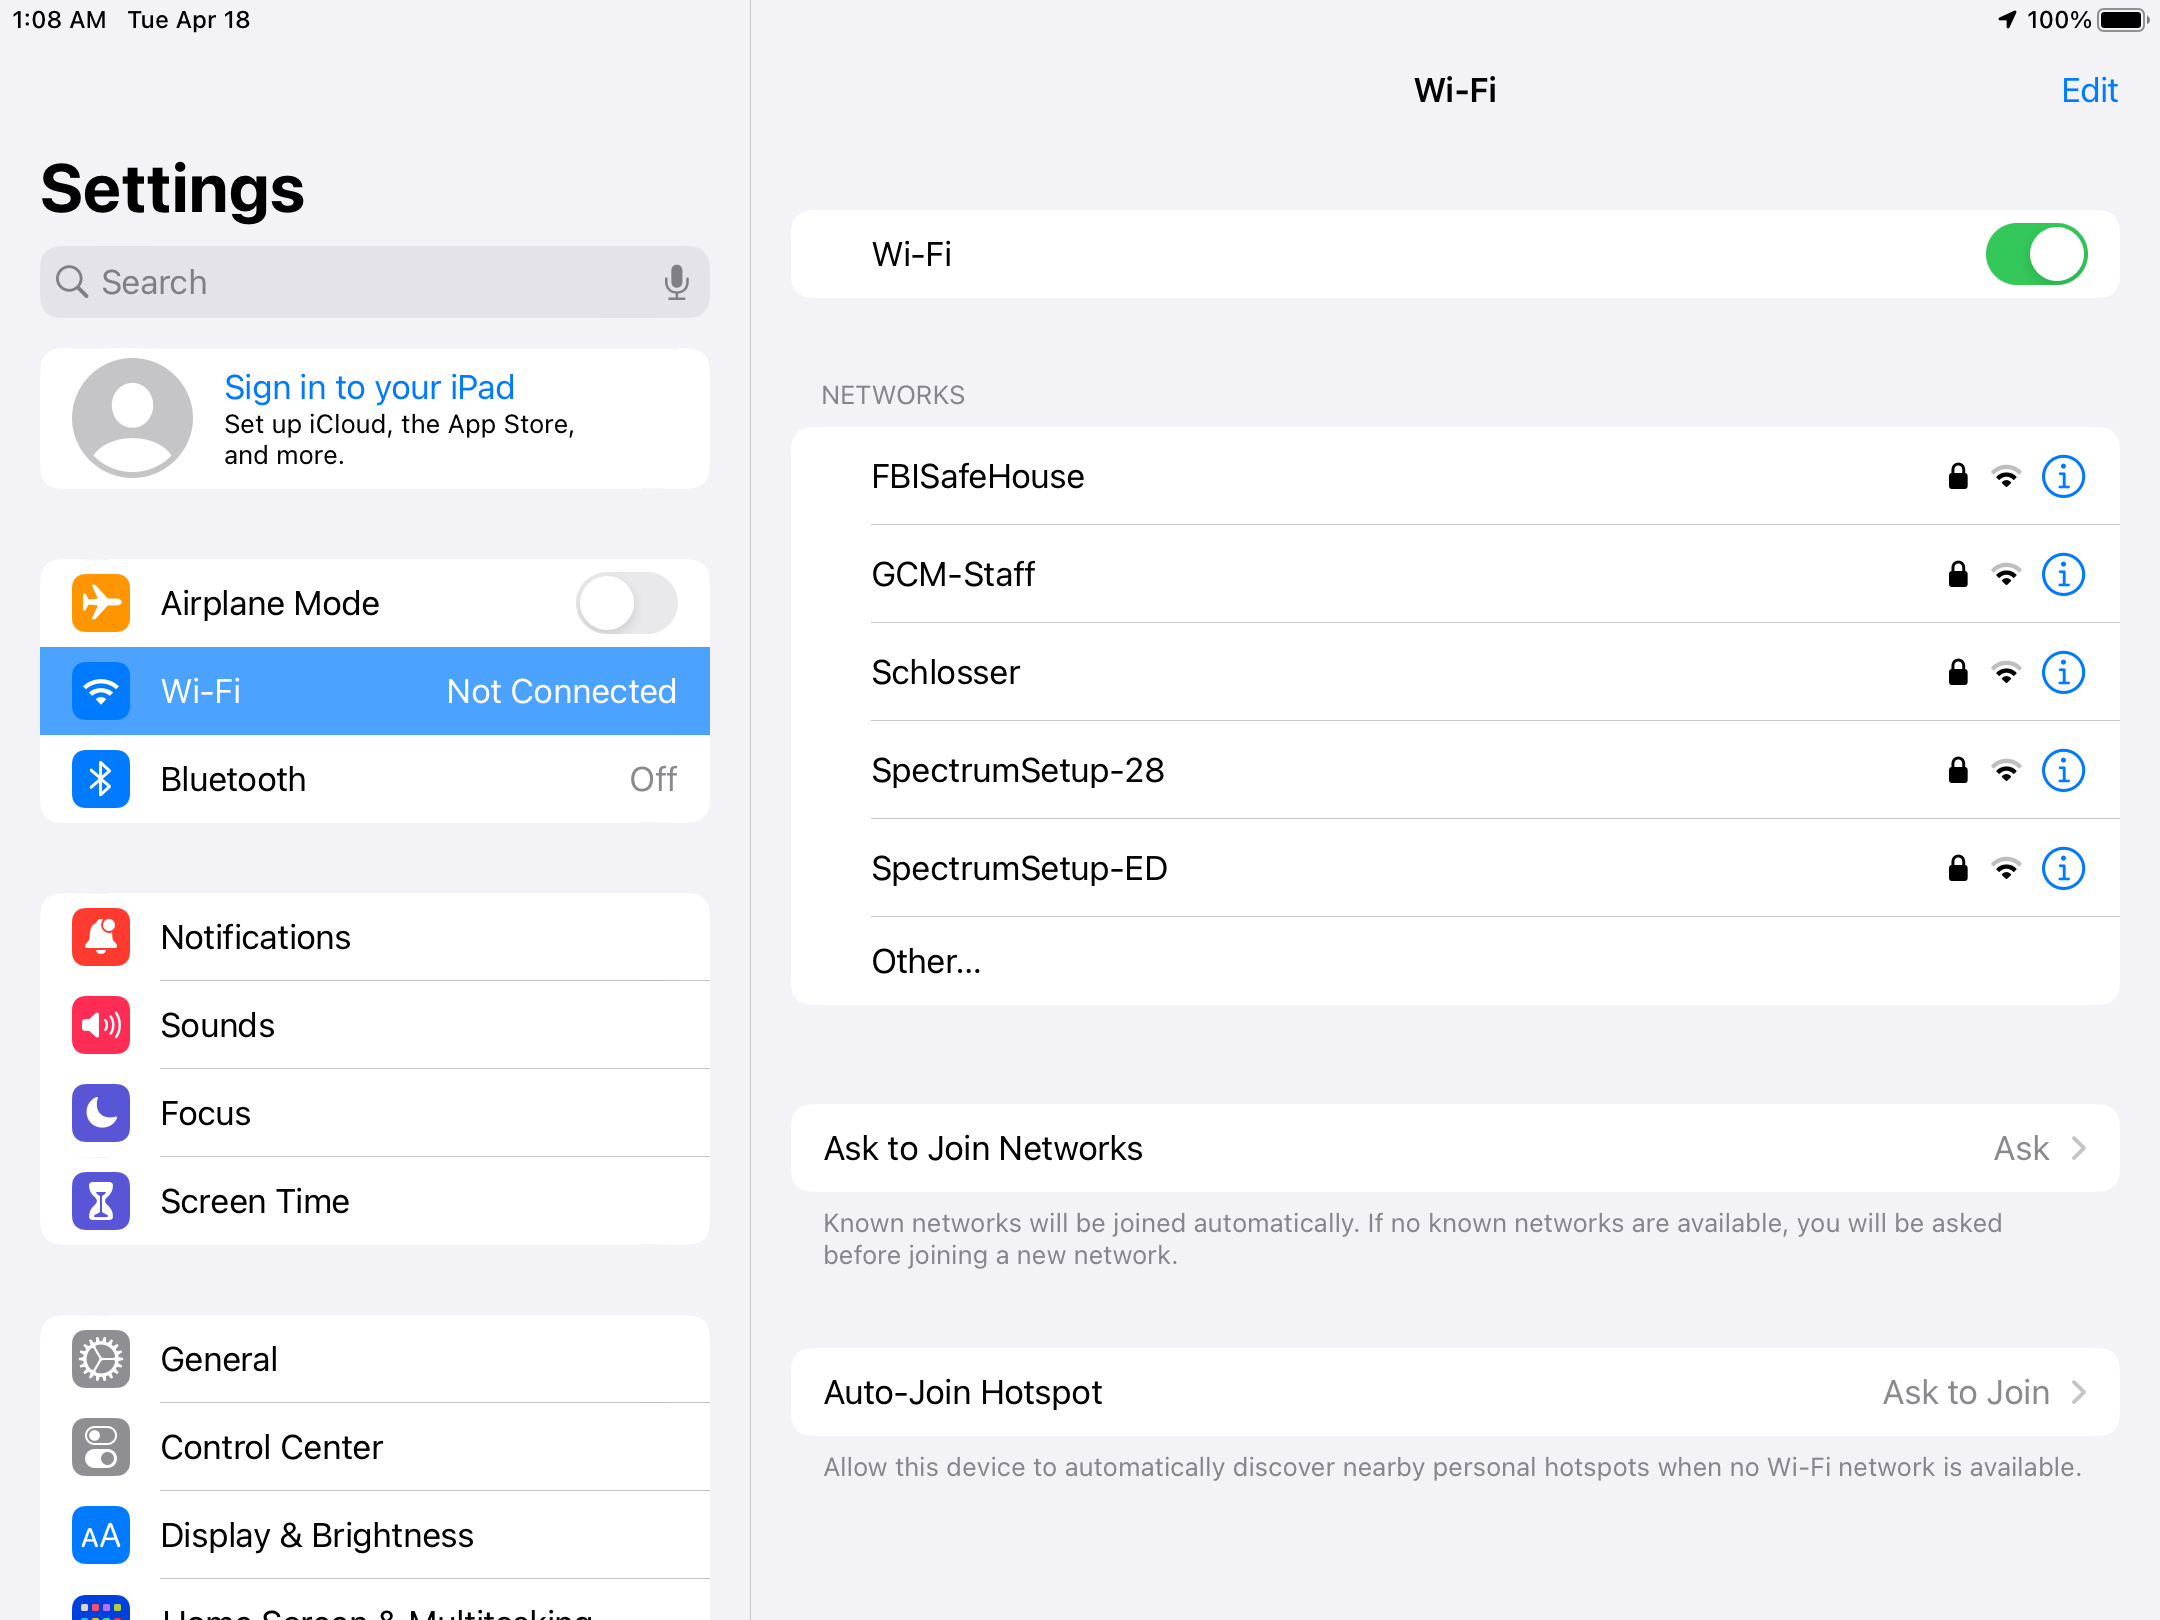 1:08 AM Tue Apr 18
100%
Settings
Search
Sign in to your iPad
Set up iCloud, the App Store,
and more.
Airplane Mode
Wi-Fi Not Connected
Bluetooth Off
Notifications
Sounds
Focus
Screen Time
General
Control Center
AA Display & Brightness
Home Screen & Multitasking
Wi-Fi
Edit
Wi-Fi
NETWORKS
FBISafeHouse
GCM-Staff
Schlosser
SpectrumSetup-28
SpectrumSetup-ED
Other...
Ask to Join Networks Ask
Known networks will be joined automatically. If no known networks are available, you will be asked
before joining a new network.
Auto-Join Hotspot Ask to Join
Allow this device to automatically discover nearby personal hotspots when no Wi-Fi network is available.